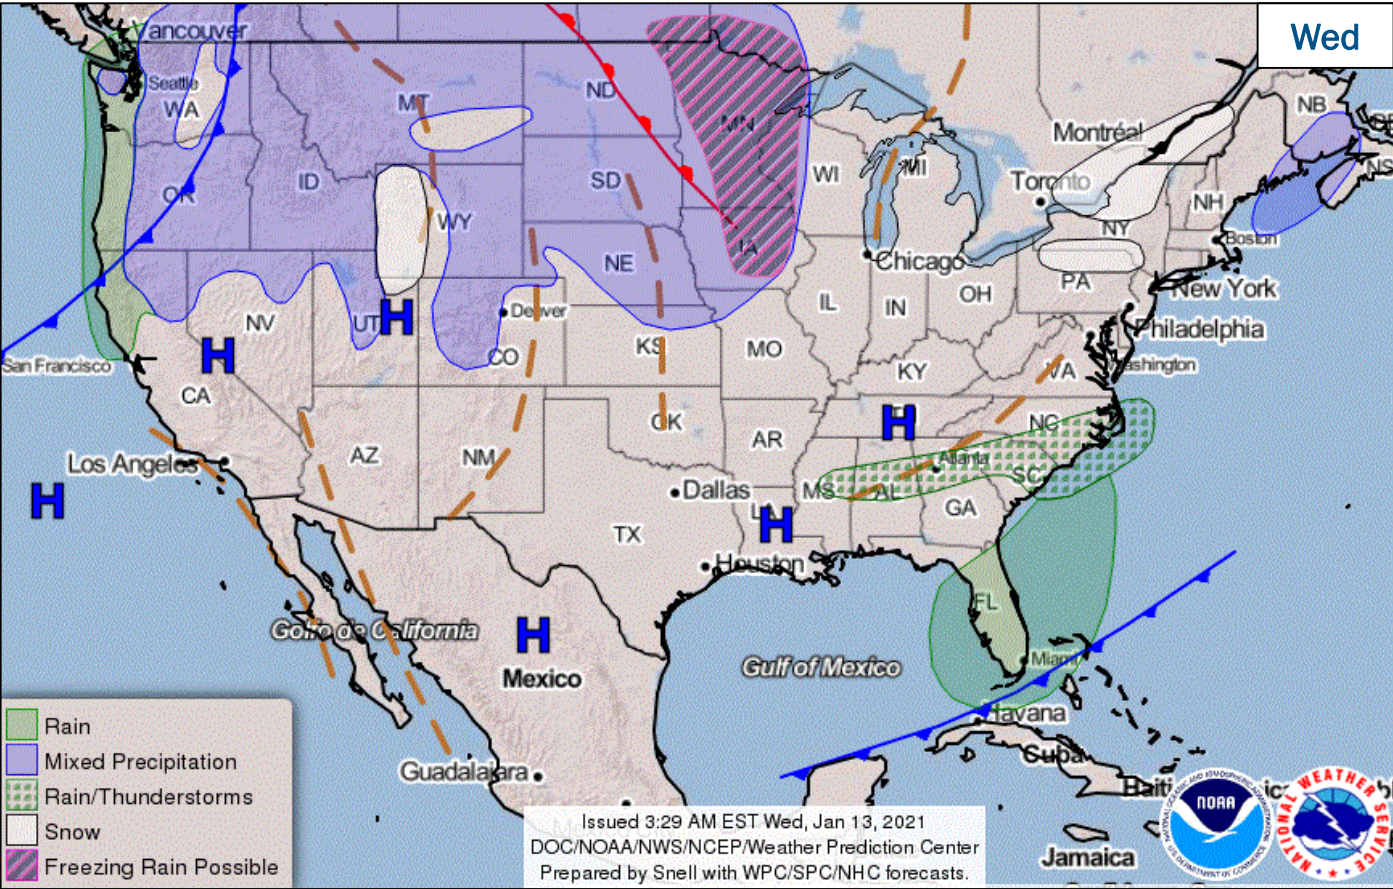 Wed
Vancouver
Seattle
WA
MT
ND
MN
Montréal
NB
OR
ID
SD
WI
MI
Toronto
NH
NS
WY
IA
NY
Boston
NE
Chicago
PA
New York
NV
UT
H
Denver
IL
IN
OH
Philadelphia
San Francisco
H
CO
KS
MO
KY
VA
Washington
CA
OK
AR
H
NC
Los Angeles
AZ
NM
Atlanta
H
Dallas
MS
AL
SC
GA
TX
H
Houston
FL
Golfo de California
H
Mexico
Gulf of Mexico
Miami
Havana
Cuba
Guadalajara
Haiti
Jamaica
Rain
Mixed Precipitation
Rain/Thunderstorms
Snow
Freezing Rain Possible
Issued 3:29 AM EST Wed, Jan 13, 2021
DOC/NOAA/NWS/NCEP/Weather Prediction Center
Prepared by Snell with WPC/SPC/NHC forecasts.
NOAA
NATIONAL WEATHER SERVICE